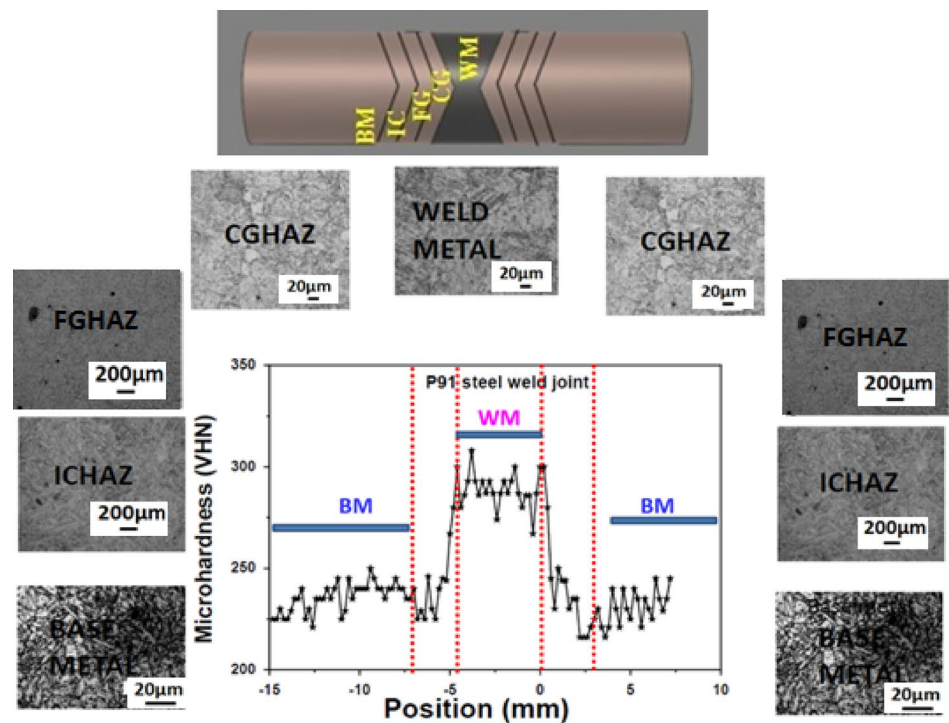 BM
IC
FG
CG
WM
CGHAZ
20μm
WELD
METAL
20μm
CGHAZ
20μm
FGHAZ
200μm
FGHAZ
200μm
ICHAZ
200μm
ICHAZ
200μm
BASE
METAL
20μm
BASE
METAL
20μm
P91 steel weld joint
WM
BM
BM
Microhardness (VHN)
350
300
250
200
-15
-10
-5
0
5
10
Position (mm)